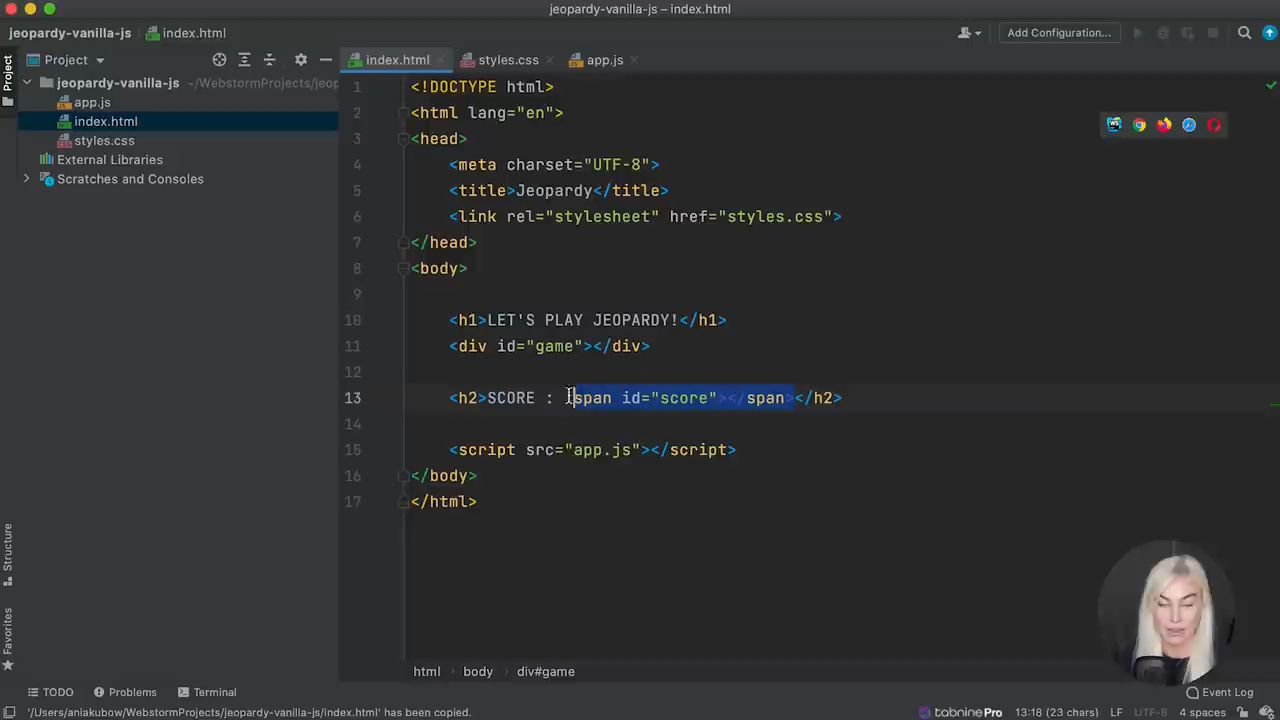 jeopardy-vanilla-js – index.html
jeopardy-vanilla-js
index.html
Add Configuration...
Project
Project
index.html
styles.css
app.js
jeopardy-vanilla-js ~/WebstormProjects/jeop
app.js
index.html
styles.css
External Libraries
Scratches and Consoles
1 <!DOCTYPE html>
2 <html lang="en">
3 <head>
4 <meta charset="UTF-8">
5 <title>Jeopardy</title>
6 <link rel="stylesheet" href="styles.css">
7 </head>
8 <body>
9
10 <h1>LET'S PLAY JEOPARDY!</h1>
11 <div id="game"></div>
12
13 <h2>SCORE : <span id="score"></span></h2>
14
15 <script src="app.js"></script>
16 </body>
17 </html>
Structure
Favorites
html body div#game
TODO Problems Terminal Event Log
'/Users/aniakubow/WebstormProjects/jeopardy-vanilla-js/index.html' has been copied. tabninePro 13:18 (23 chars) LF UTF-8 4 spaces